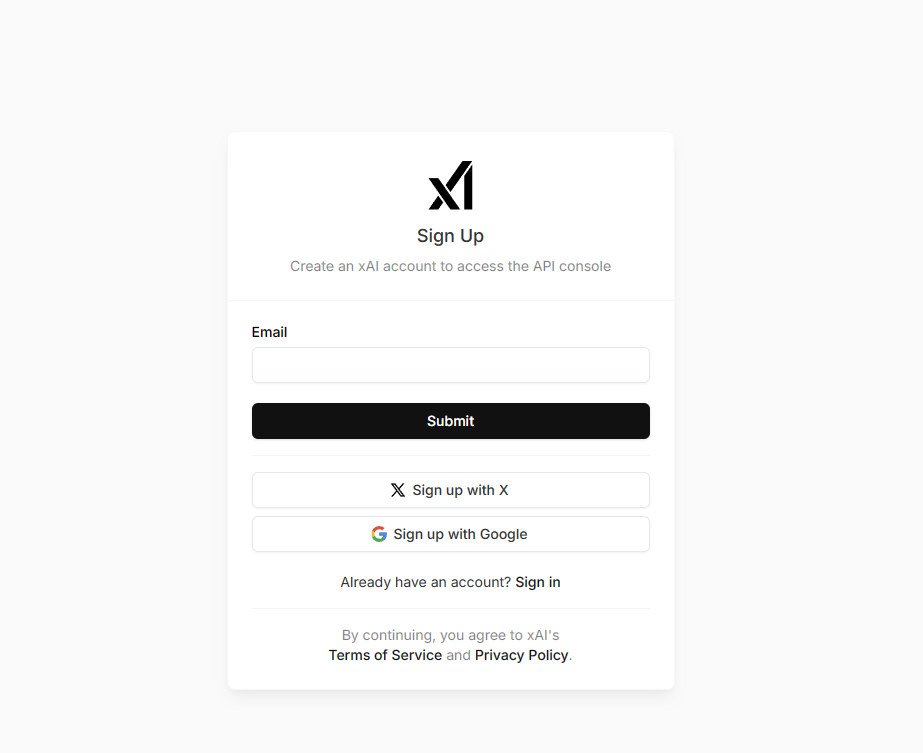 xAI
Sign Up
Create an xAI account to access the API console
Email
Submit
Sign up with X
Sign up with Google
Already have an account? Sign in
By continuing, you agree to xAI's
Terms of Service and Privacy Policy.